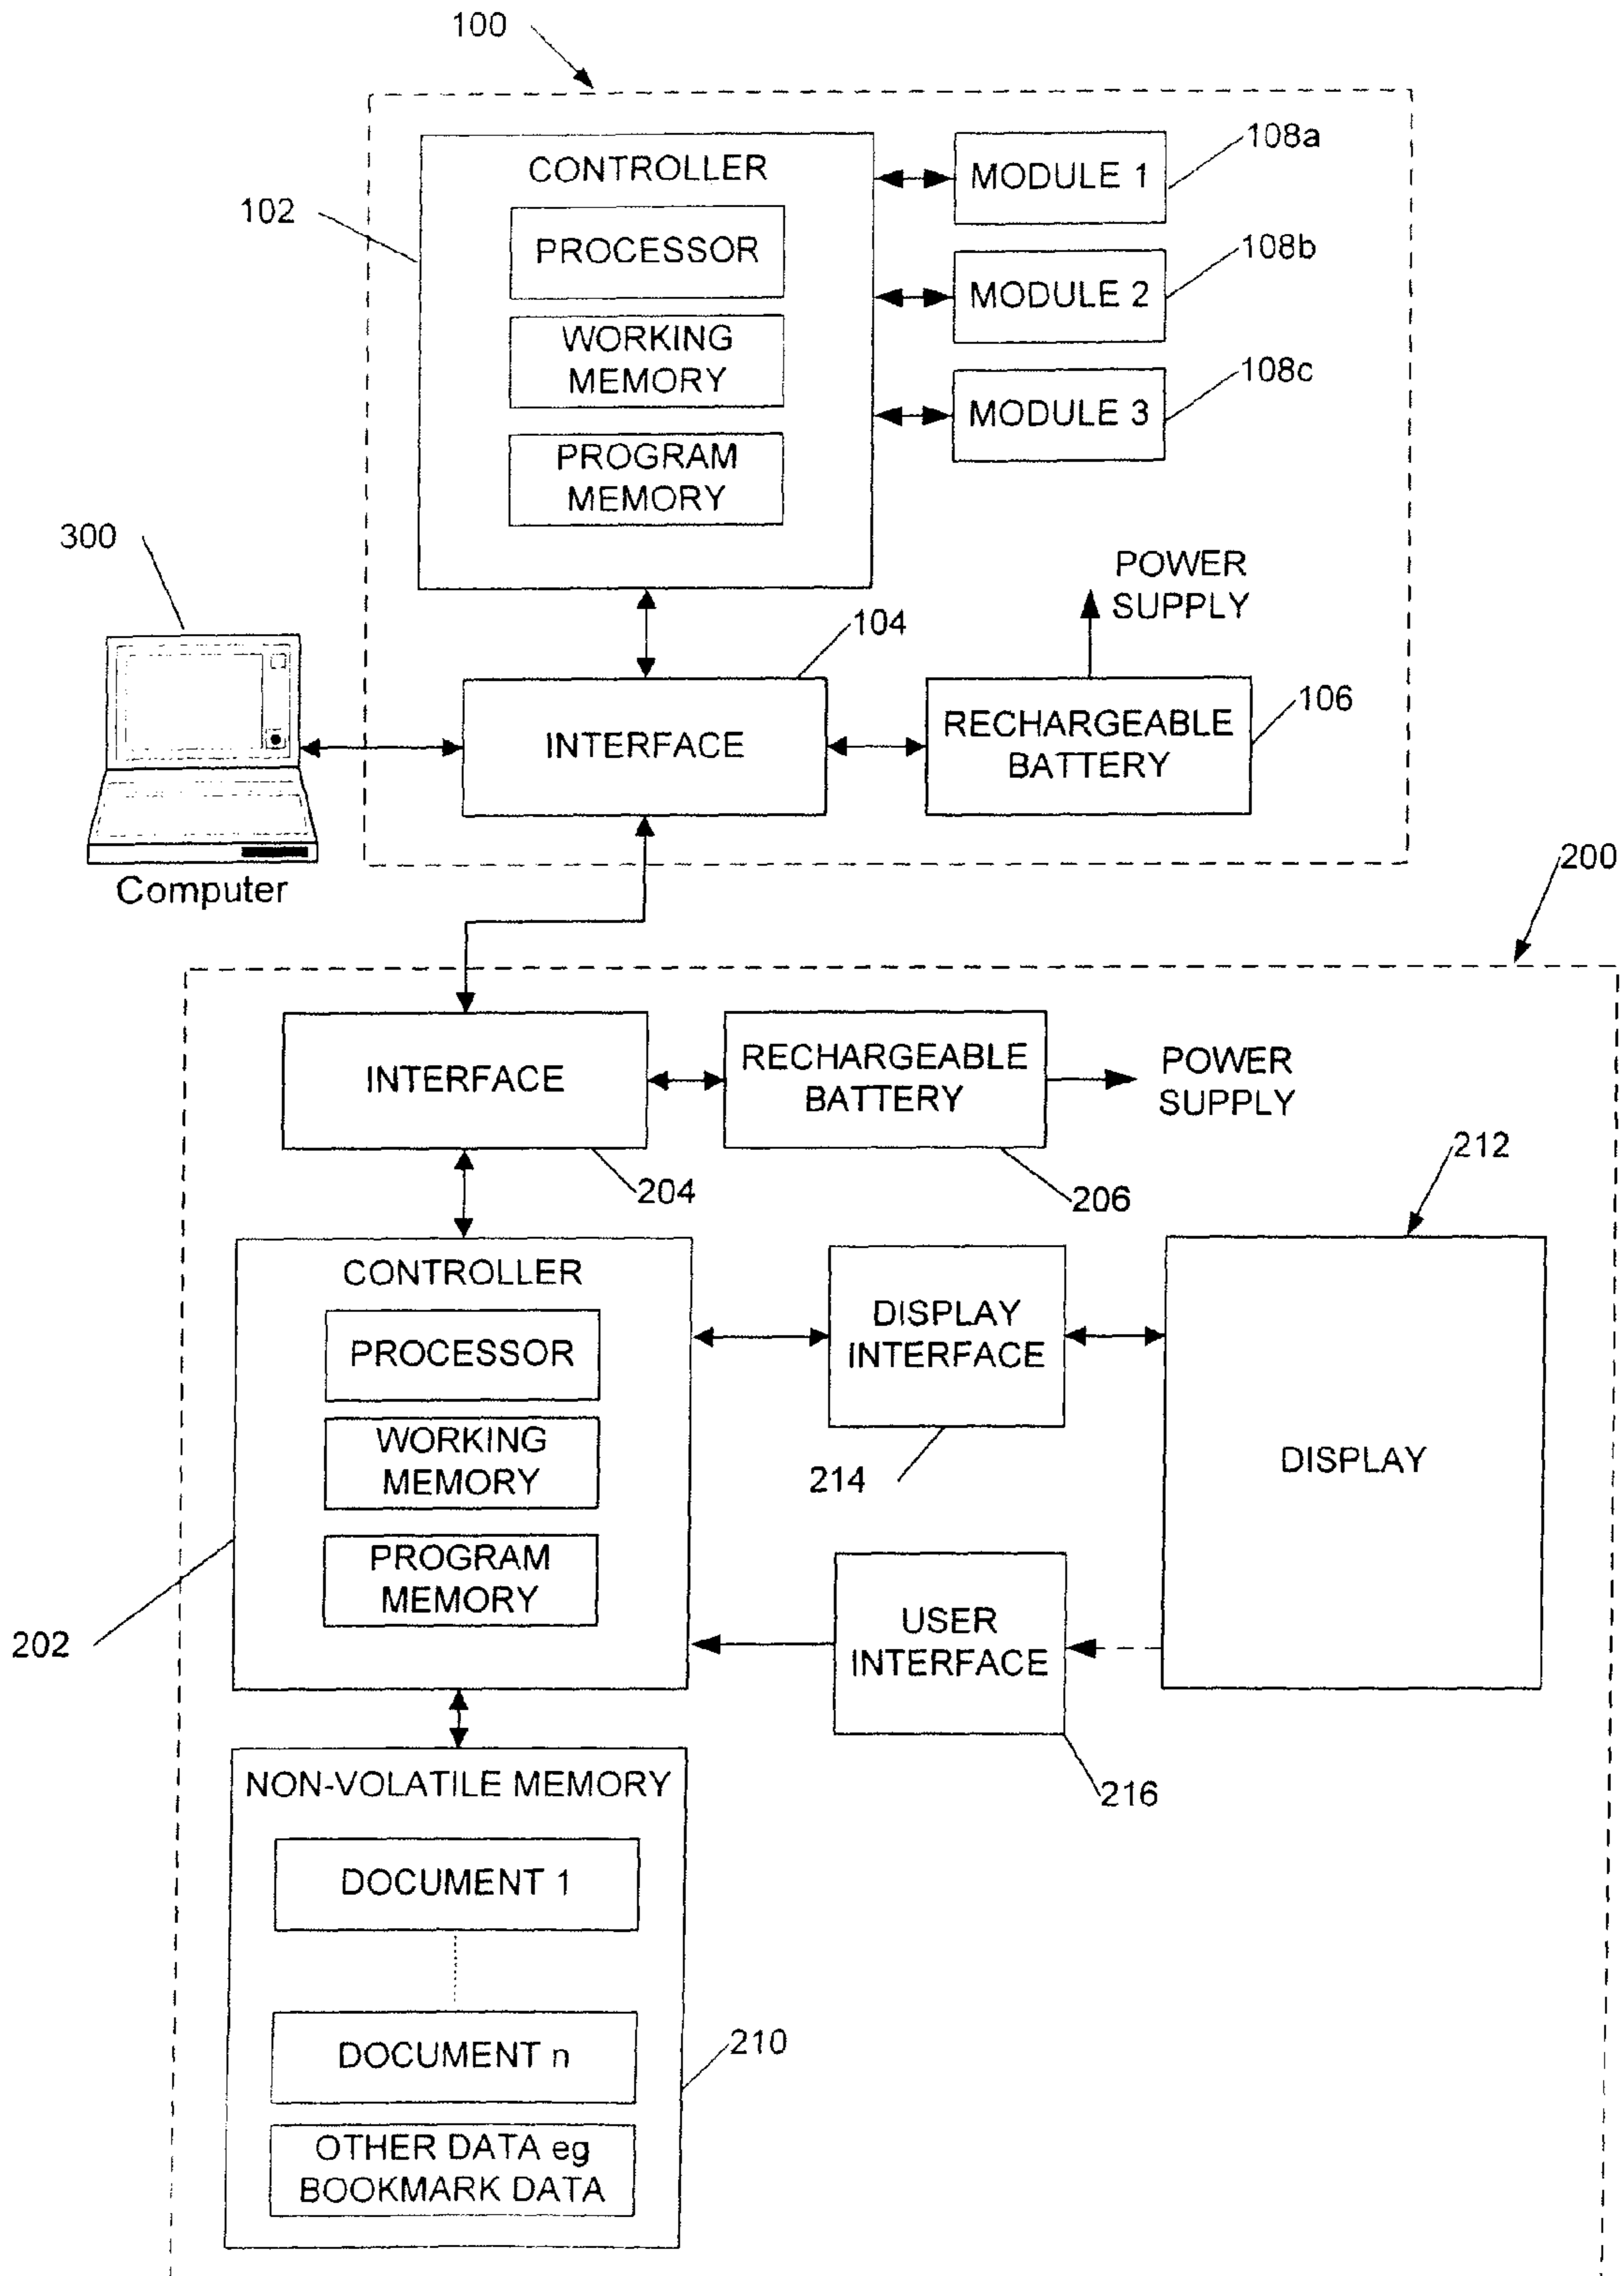 100
CONTROLLER
PROCESSOR
WORKING
MEMORY
PROGRAM
MEMORY
102
MODULE 1
108a
MODULE 2
108b
MODULE 3
108c
300
Computer
POWER
SUPPLY
104
INTERFACE
RECHARGEABLE
BATTERY
106
200
INTERFACE
204
RECHARGEABLE
BATTERY
206
POWER
SUPPLY
212
CONTROLLER
PROCESSOR
WORKING
MEMORY
PROGRAM
MEMORY
202
DISPLAY
INTERFACE
214
DISPLAY
USER
INTERFACE
216
NON-VOLATILE MEMORY
DOCUMENT 1
DOCUMENT n
210
OTHER DATA eg
BOOKMARK DATA